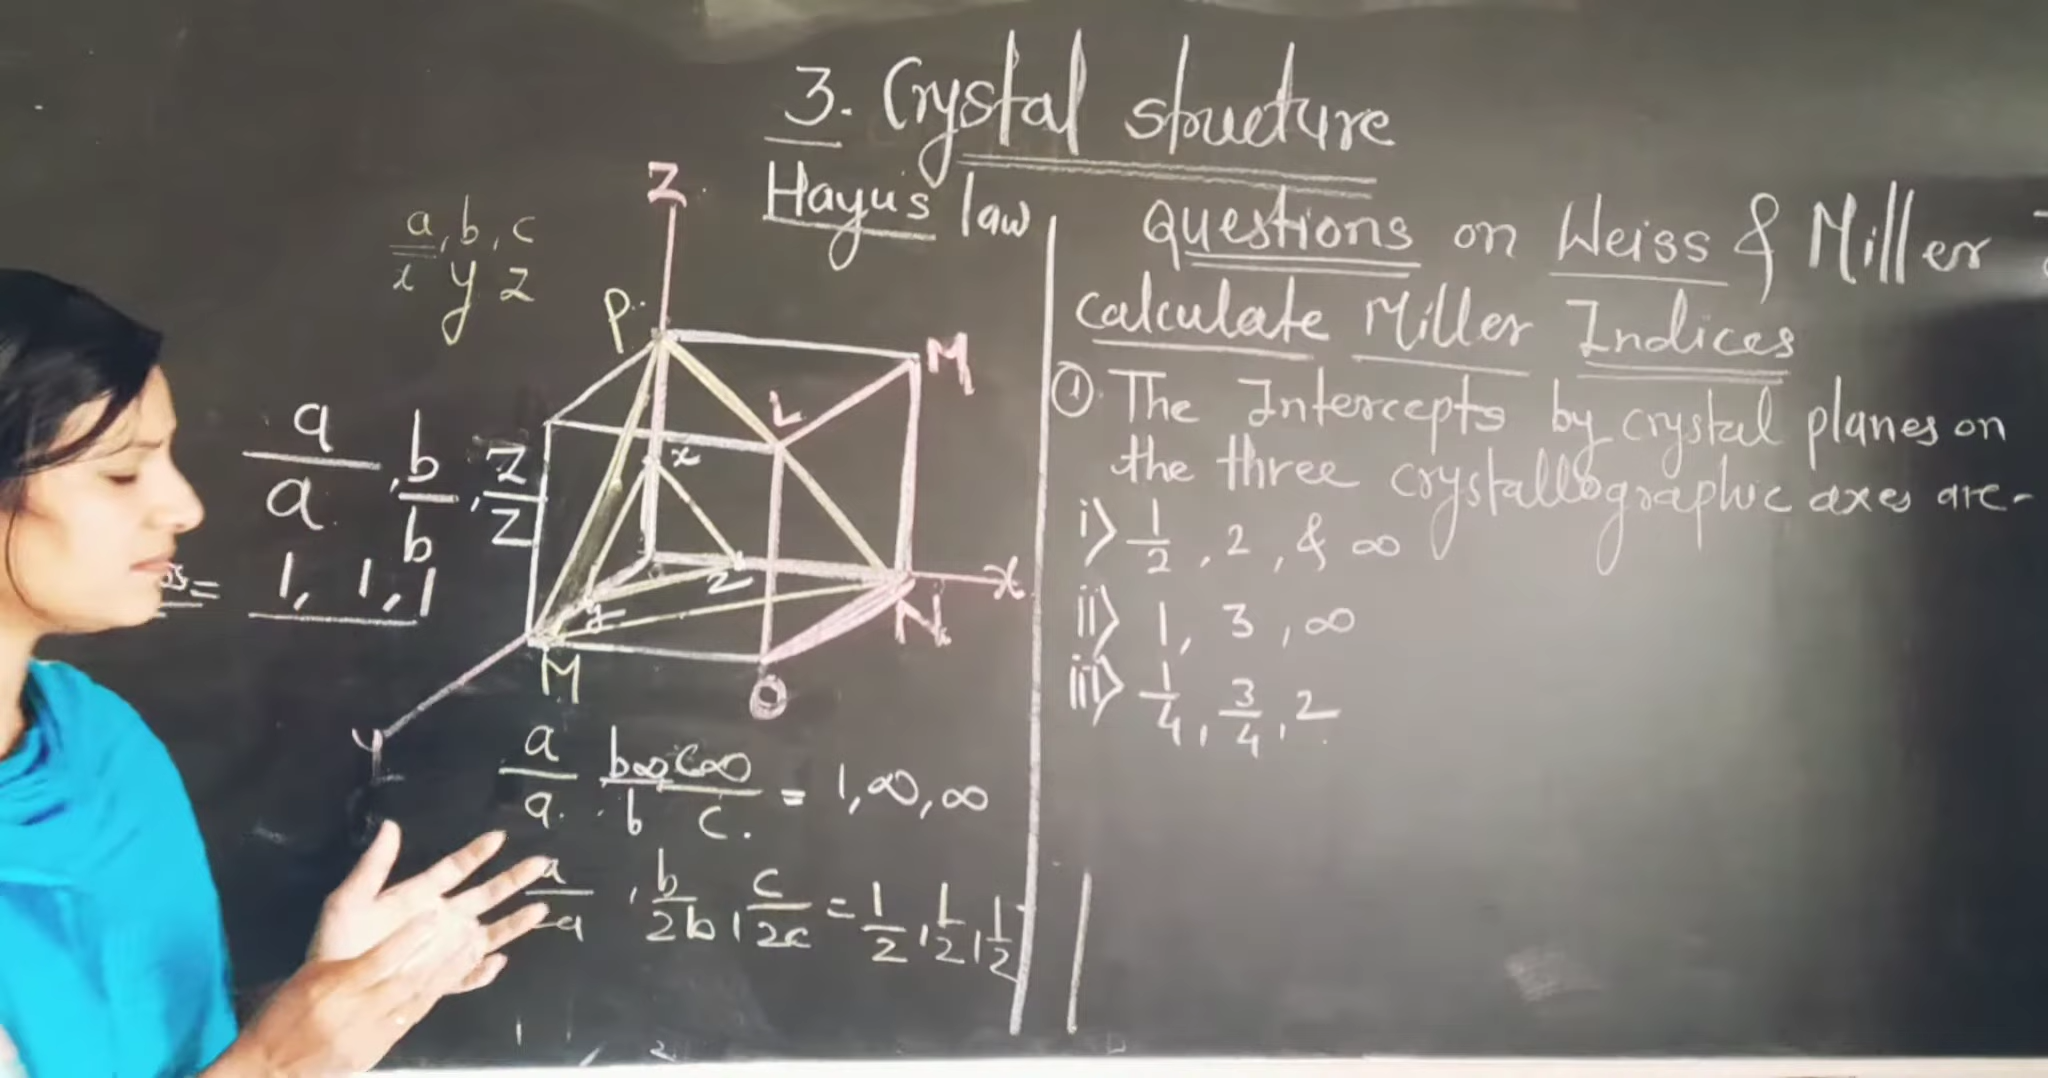 3. Crystal structure
Hayu's law
a, b, c
x y z
a/a, b/b, z/z
= 1, 1, 1
Z
P
M
L
x
z
y
N
x
M
O
Y
a/a b∞/b c∞/c = 1, ∞, ∞
a/2a, b/2b, c/2c = 1/2, 1/2, 1/2
Questions on Weiss & Miller
Calculate Miller Indices
① The Intercepts by crystal planes on
the three crystallographic axes are-
i) 1/2, 2, & ∞
ii) 1, 3, ∞
iii) 1/4, 3/4, 2